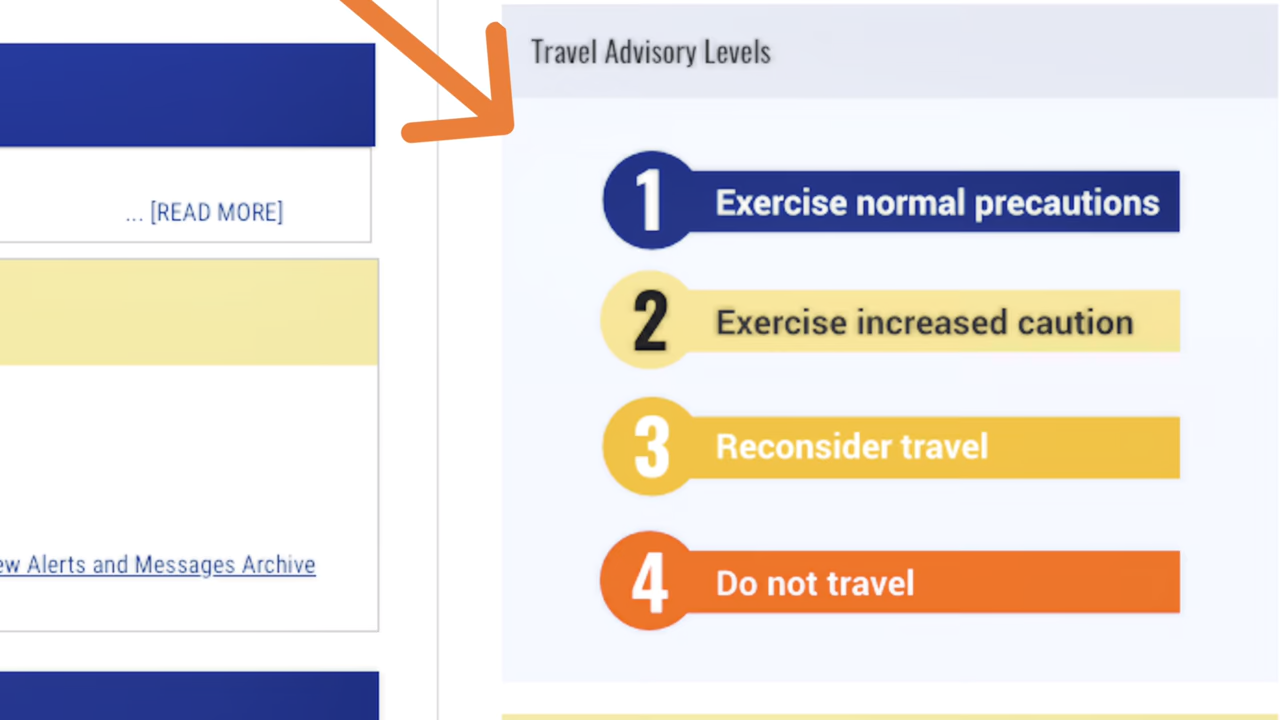 Travel Advisory Levels
1 Exercise normal precautions
... [READ MORE]
2 Exercise increased caution
3 Reconsider travel
Alerts and Messages Archive
4 Do not travel